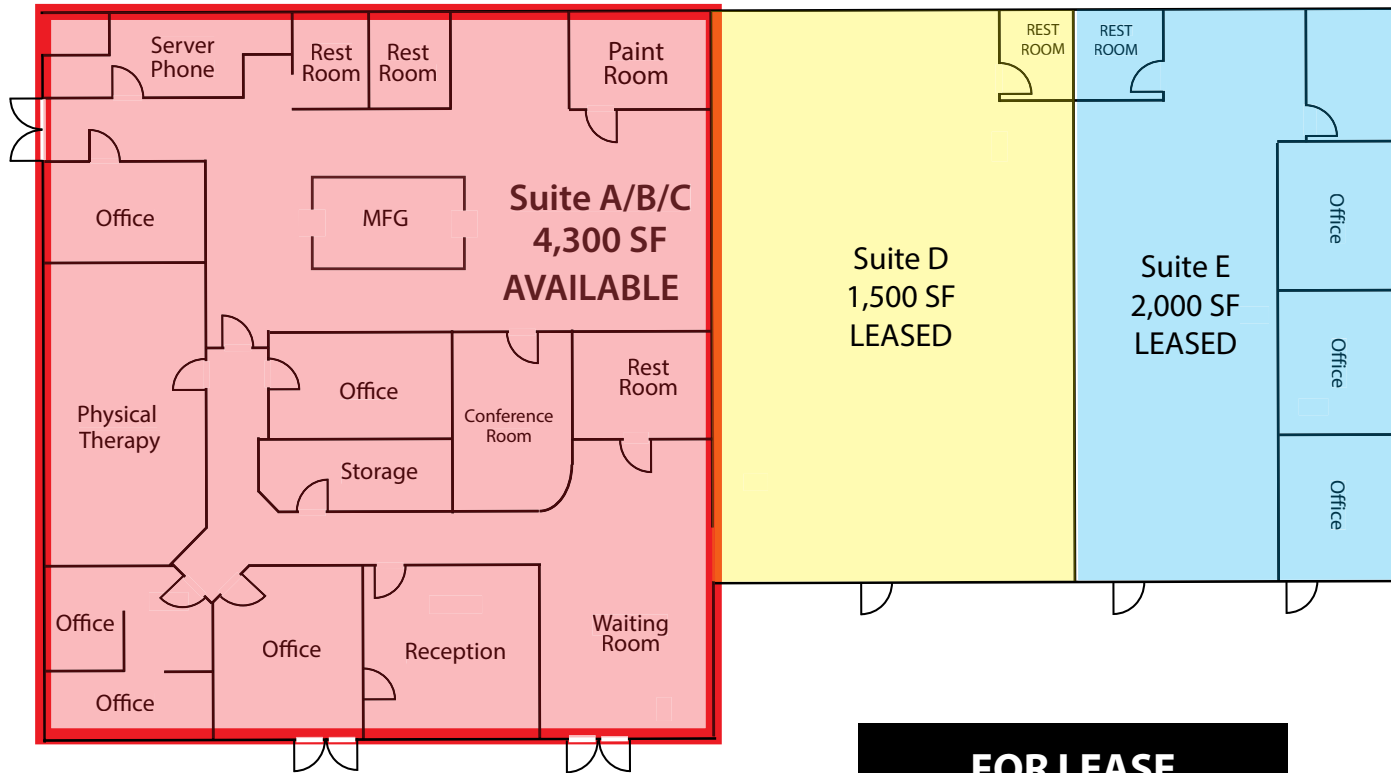 Server
Phone
Rest
Room
Rest
Room
Paint
Room
REST
ROOM
REST
ROOM
Office
MFG
Suite A/B/C
4,300 SF
AVAILABLE
Suite D
1,500 SF
LEASED
Suite E
2,000 SF
LEASED
Office
Office
Office
Physical
Therapy
Office
Conference
Room
Rest
Room
Storage
Office
Office
Office
Reception
Waiting
Room
FOR LEASE